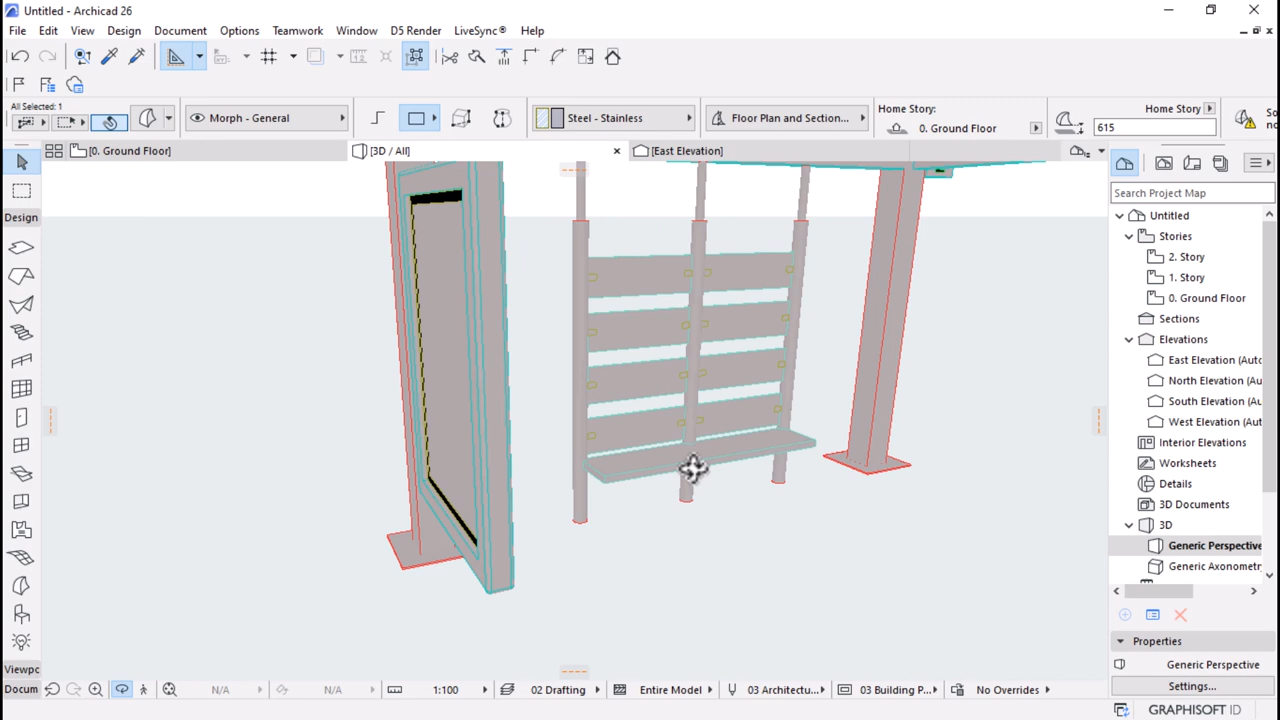 Untitled - Archicad 26
File Edit View Design Document Options Teamwork Window D5 Render LiveSync® Help
All Selected: 1
Morph - General
Steel - Stainless
Floor Plan and Section...
Home Story:
0. Ground Floor
Home Story
615
So
no
[0. Ground Floor]
[3D / All]
[East Elevation]
Design
Viewpc
Docum
Search Project Map
Untitled
Stories
2. Story
1. Story
0. Ground Floor
Sections
Elevations
East Elevation (Auto
North Elevation (Au
South Elevation (Au
West Elevation (Aut
Interior Elevations
Worksheets
Details
3D Documents
3D
Generic Perspective
Generic Axonometr
Properties
Generic Perspective
Settings...
N/A
N/A
1:100
02 Drafting
Entire Model
03 Architectu...
03 Building P...
No Overrides
GRAPHISOFT ID